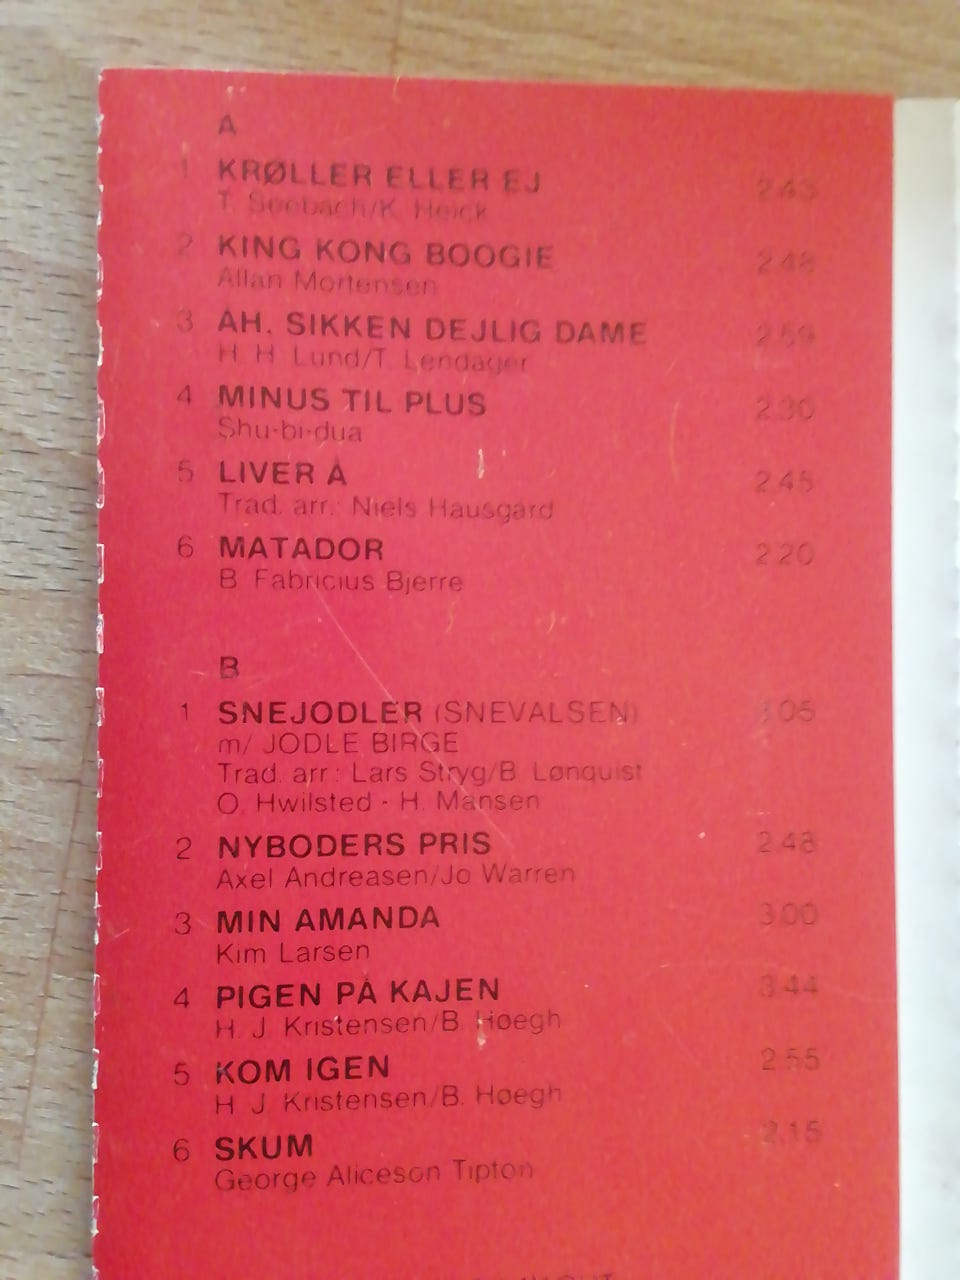 A
1 KRØLLER ELLER EJ 2.43
T. Seebach/K. Heick
2 KING KONG BOOGIE 2.48
Allan Mortensen
3 ÅH, SIKKEN DEJLIG DAME 2.59
H. H. Lund/T. Lendager
4 MINUS TIL PLUS 2.30
Shu-bi-dua
5 LIVER Å 2.45
Trad. arr.: Niels Hausgård
6 MATADOR 2.20
B. Fabricius Bjerre
B
1 SNEJODLER (SNEVALSEN) 3.05
m/ JODLE BIRGE
Trad. arr.: Lars Stryg/B. Lønquist
O. Hwilsted - H. Mansen
2 NYBODERS PRIS 2.48
Axel Andreasen/Jo Warren
3 MIN AMANDA 3.00
Kim Larsen
4 PIGEN PÅ KAJEN 3.44
H. J. Kristensen/B. Høegh
5 KOM IGEN 2.55
H. J. Kristensen/B. Høegh
6 SKUM 2.15
George Aliceson Tipton